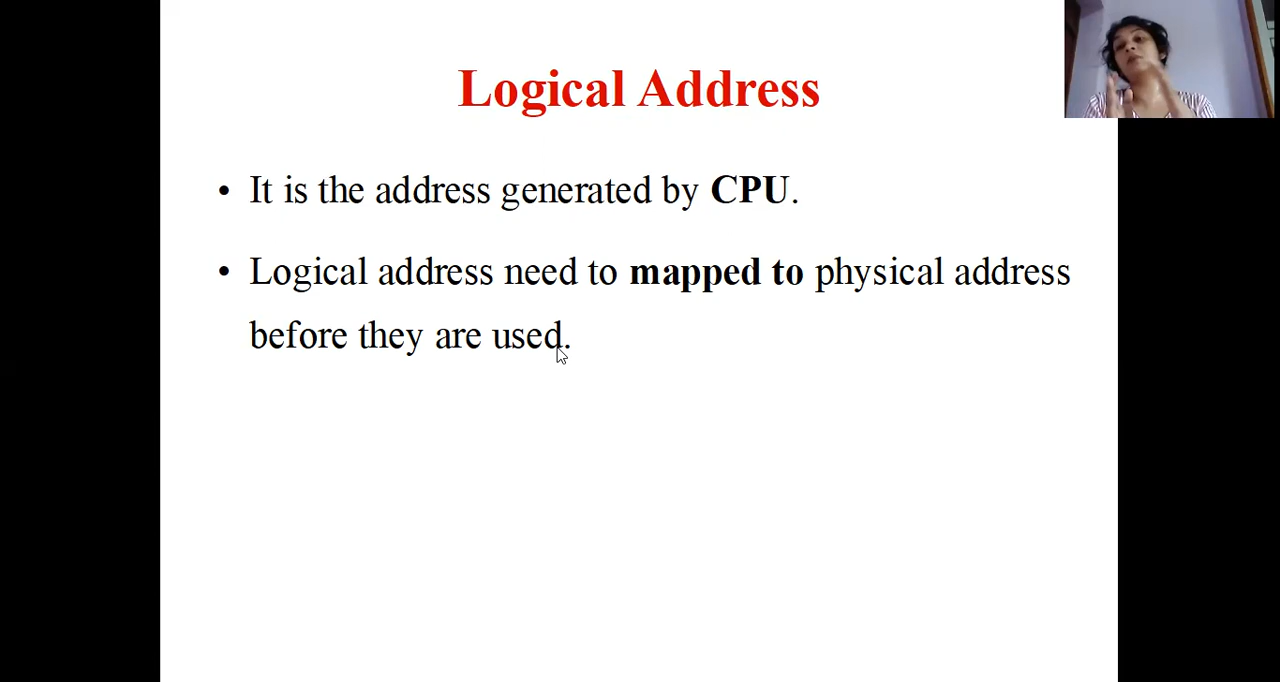 Logical Address
• It is the address generated by CPU.
• Logical address need to mapped to physical address
before they are used.